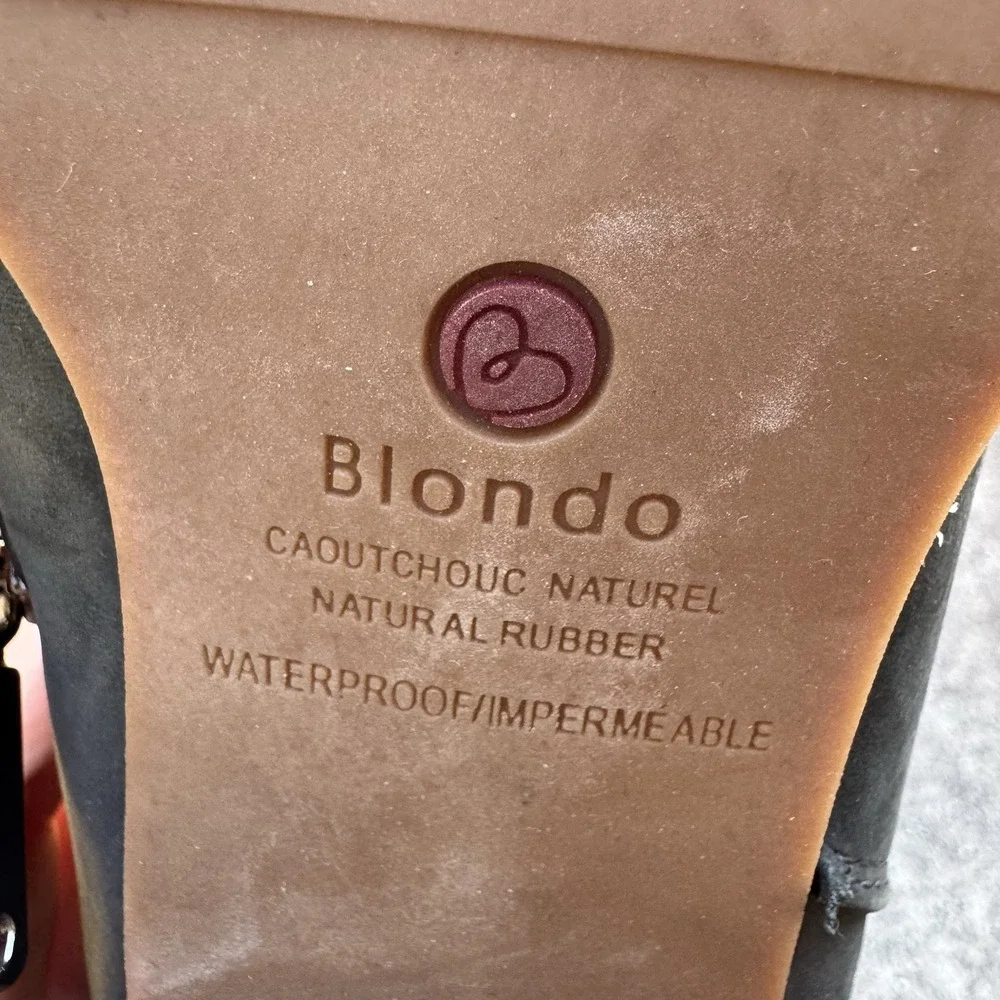 Blondo
CAOUTCHOUC NATUREL
NATURAL RUBBER
WATERPROOF/IMPERMÉABLE